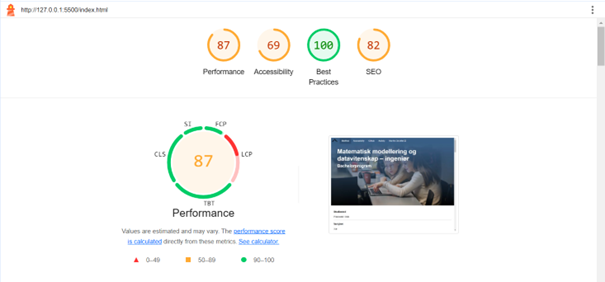 http://127.0.0.1:5500/index.html
87
69
100
82
Performance
Accessibility
Best
Practices
SEO
SI
FCP
CLS
LCP
87
TBT
Performance
Values are estimated and may vary. The performance score
is calculated directly from these metrics. See calculator.
0–49
50–89
90–100
Matematisk modellering og
datavitenskap – ingeniør
Bachelorprogram